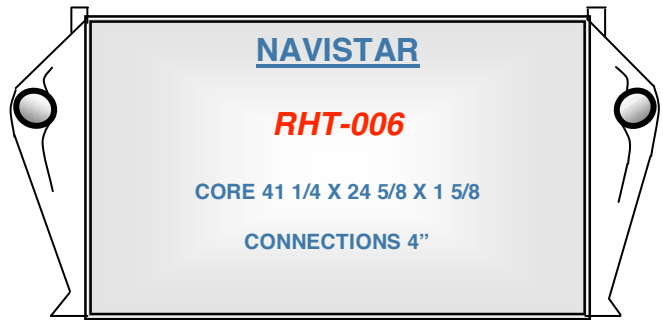 NAVISTAR
RHT-006
CORE 41 1/4 X 24 5/8 X 1 5/8
CONNECTIONS 4”